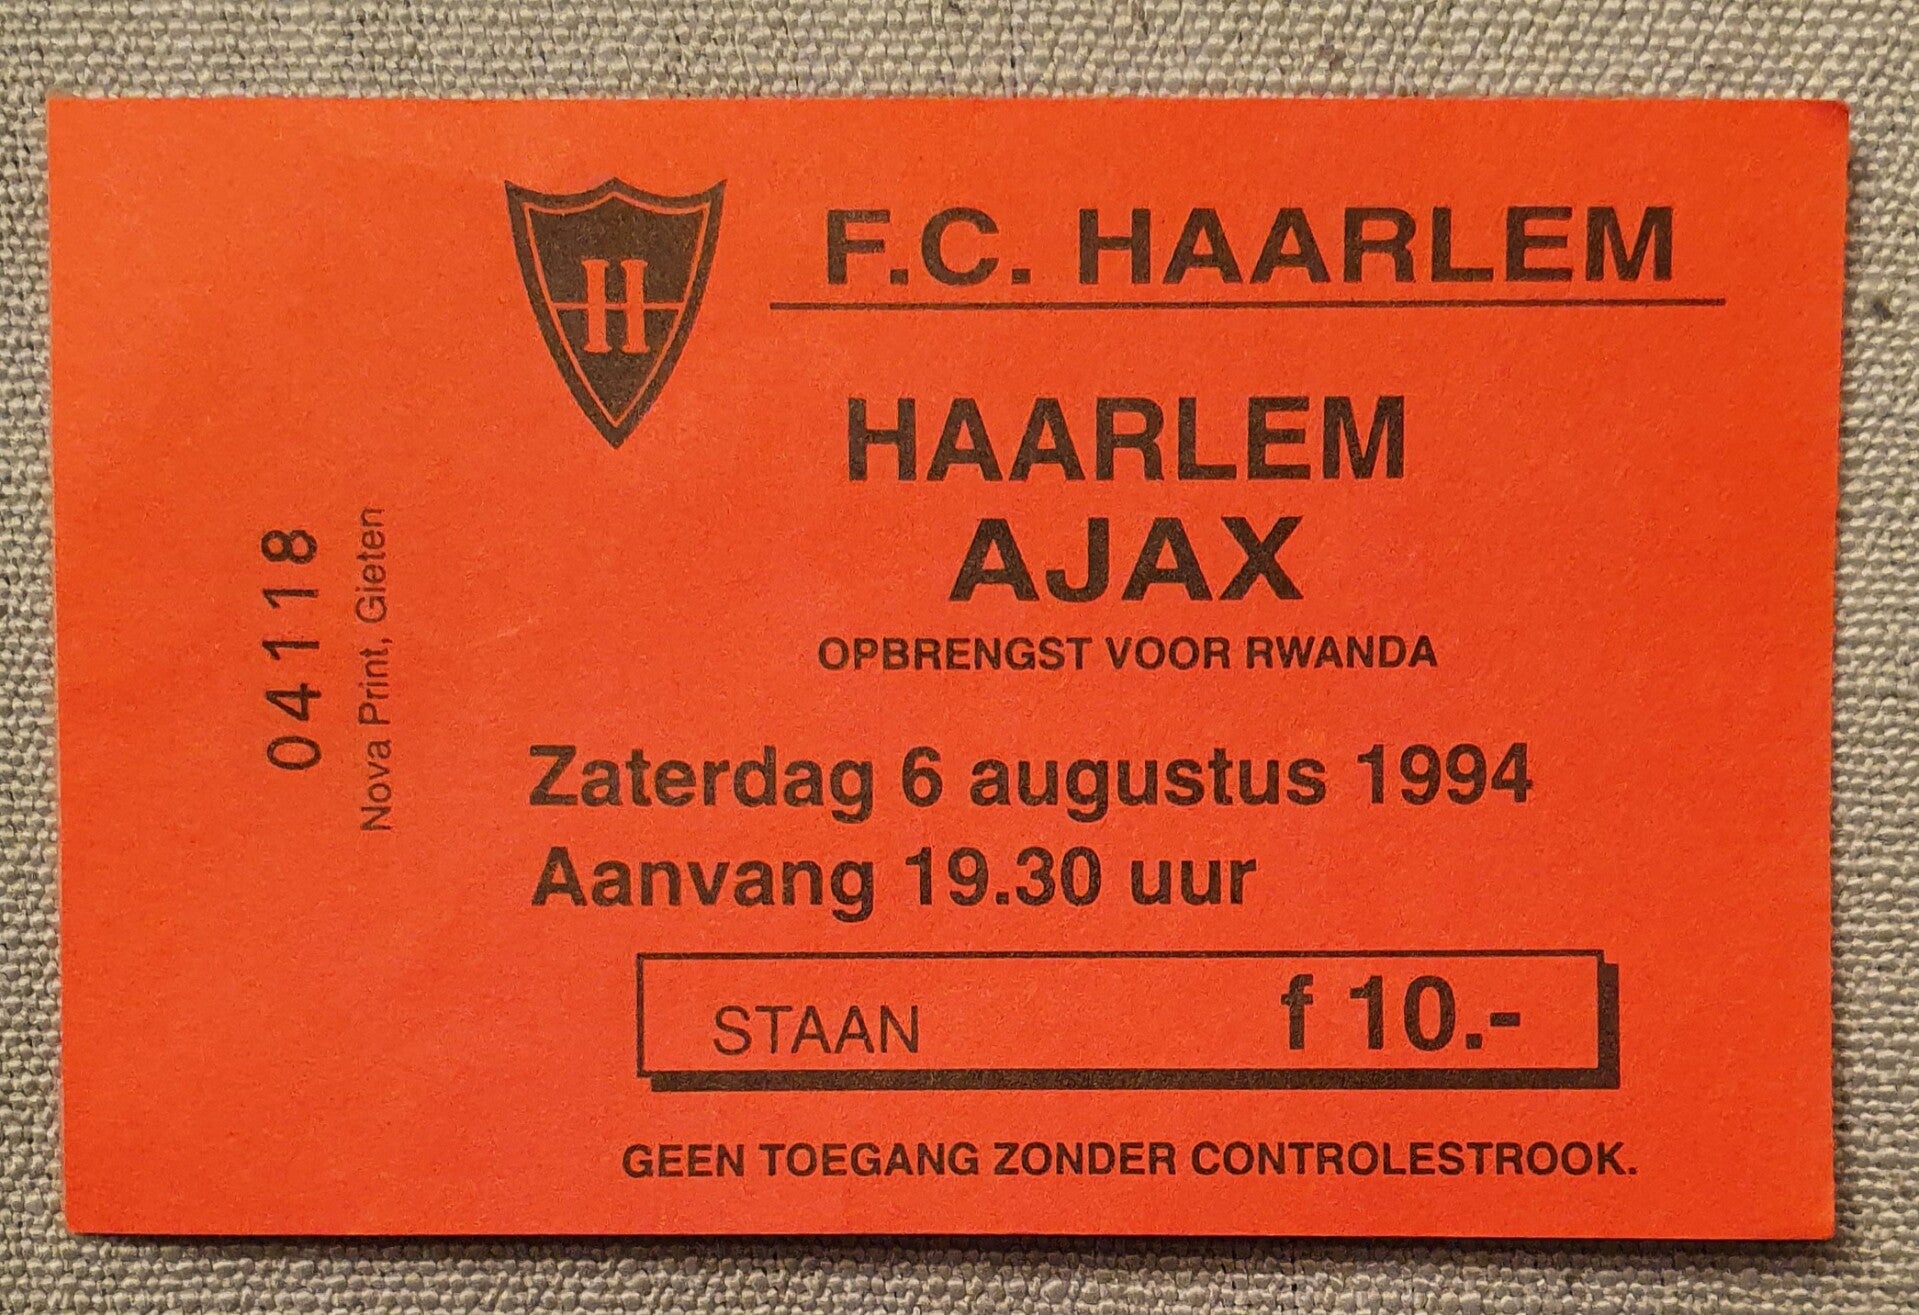 04118
Nova Print, Gieten
H
F.C. HAARLEM
HAARLEM
AJAX
OPBRENGST VOOR RWANDA
Zaterdag 6 augustus 1994
Aanvang 19.30 uur
STAAN f 10.-
GEEN TOEGANG ZONDER CONTROLESTROOK.